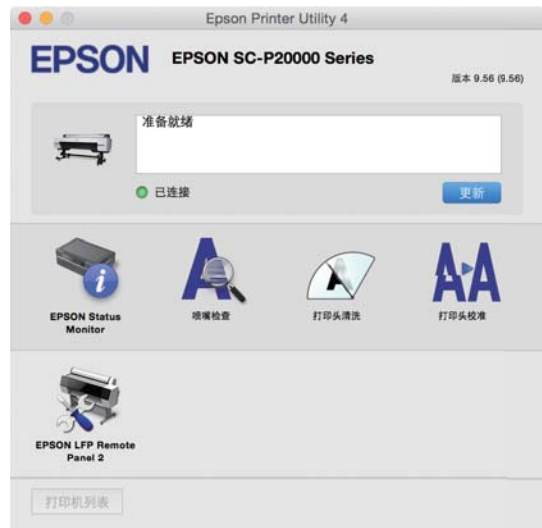 Epson Printer Utility 4
EPSON
EPSON SC-P20000 Series
版本 9.56 (9.56)
准备就绪
已连接
更新
EPSON Status
Monitor
喷嘴检查
打印头清洗
打印头校准
EPSON LFP Remote
Panel 2
打印机列表